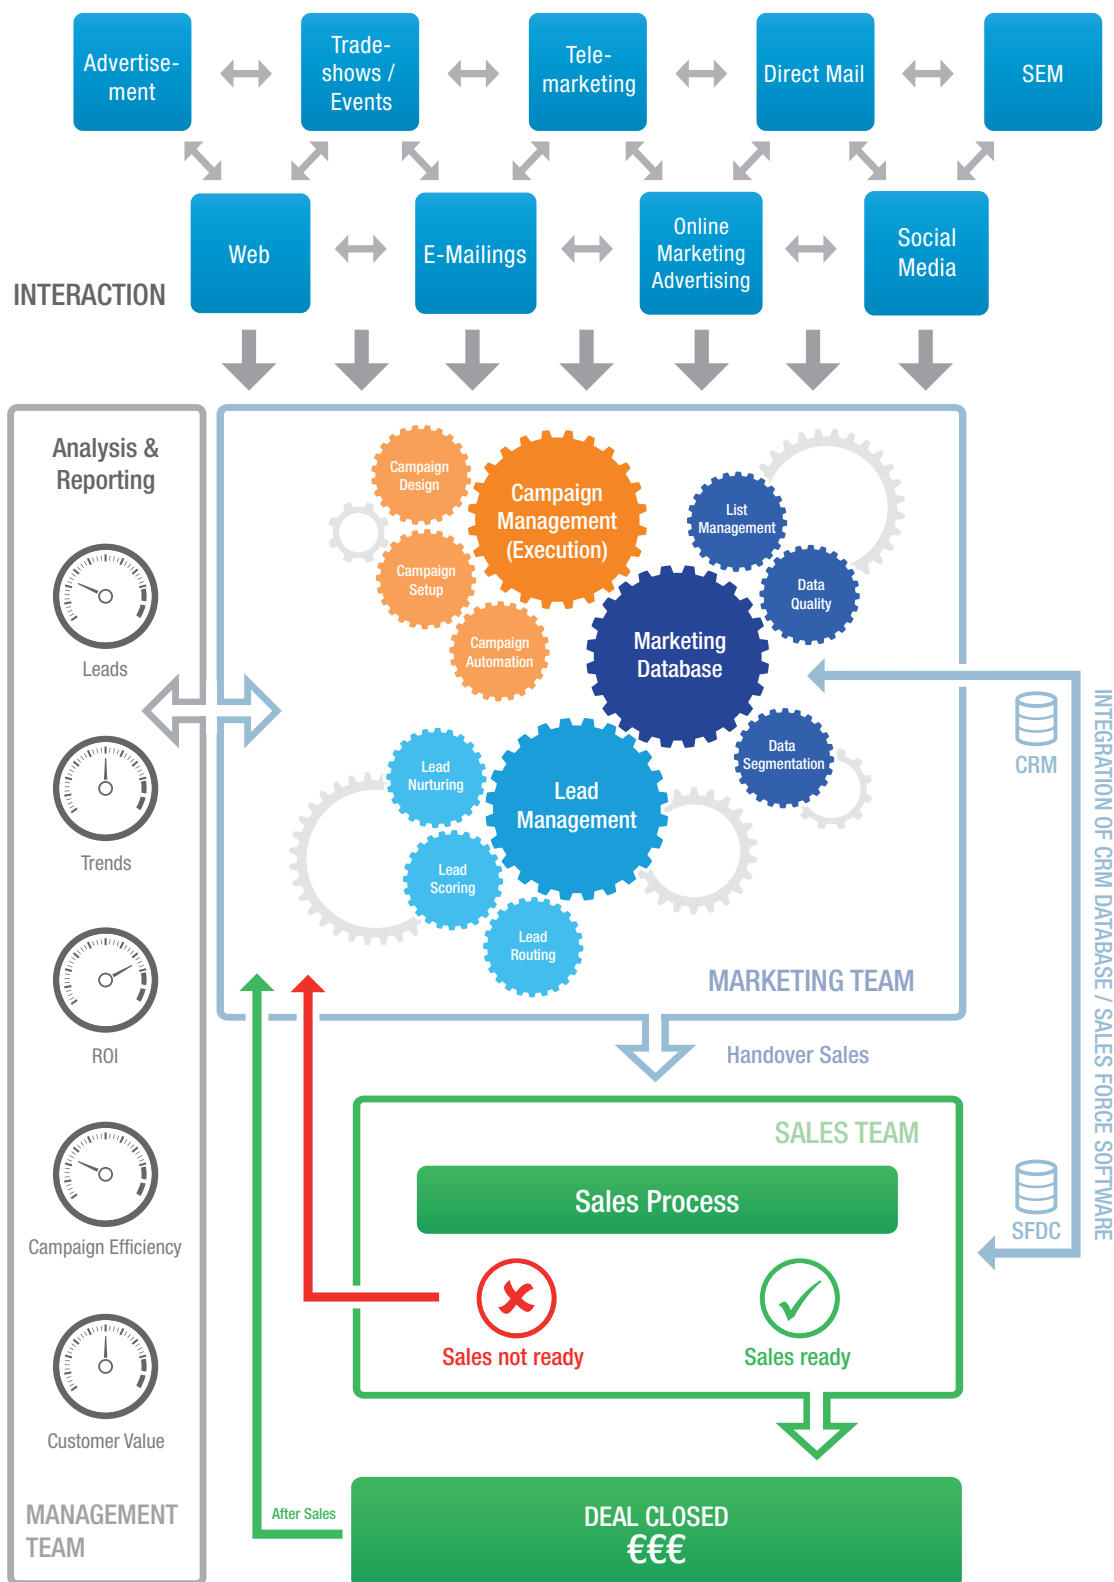 Advertise-
ment
Trade-
shows /
Events
Tele-
marketing
Direct Mail
SEM
Web
E-Mailings
Online
Marketing
Advertising
Social
Media
INTERACTION
Analysis &
Reporting
Leads
Trends
ROI
Campaign Efficiency
Customer Value
MANAGEMENT
TEAM
Campaign
Design
Campaign
Management
(Execution)
Campaign
Setup
Campaign
Automation
List
Management
Data
Quality
Marketing
Database
Data
Segmentation
Lead
Nurturing
Lead
Management
Lead
Scoring
Lead
Routing
MARKETING TEAM
CRM
INTEGRATION OF CRM DATABASE / SALES FORCE SOFTWARE
SFDC
Handover Sales
SALES TEAM
Sales Process
Sales not ready
Sales ready
After Sales
DEAL CLOSED
€€€